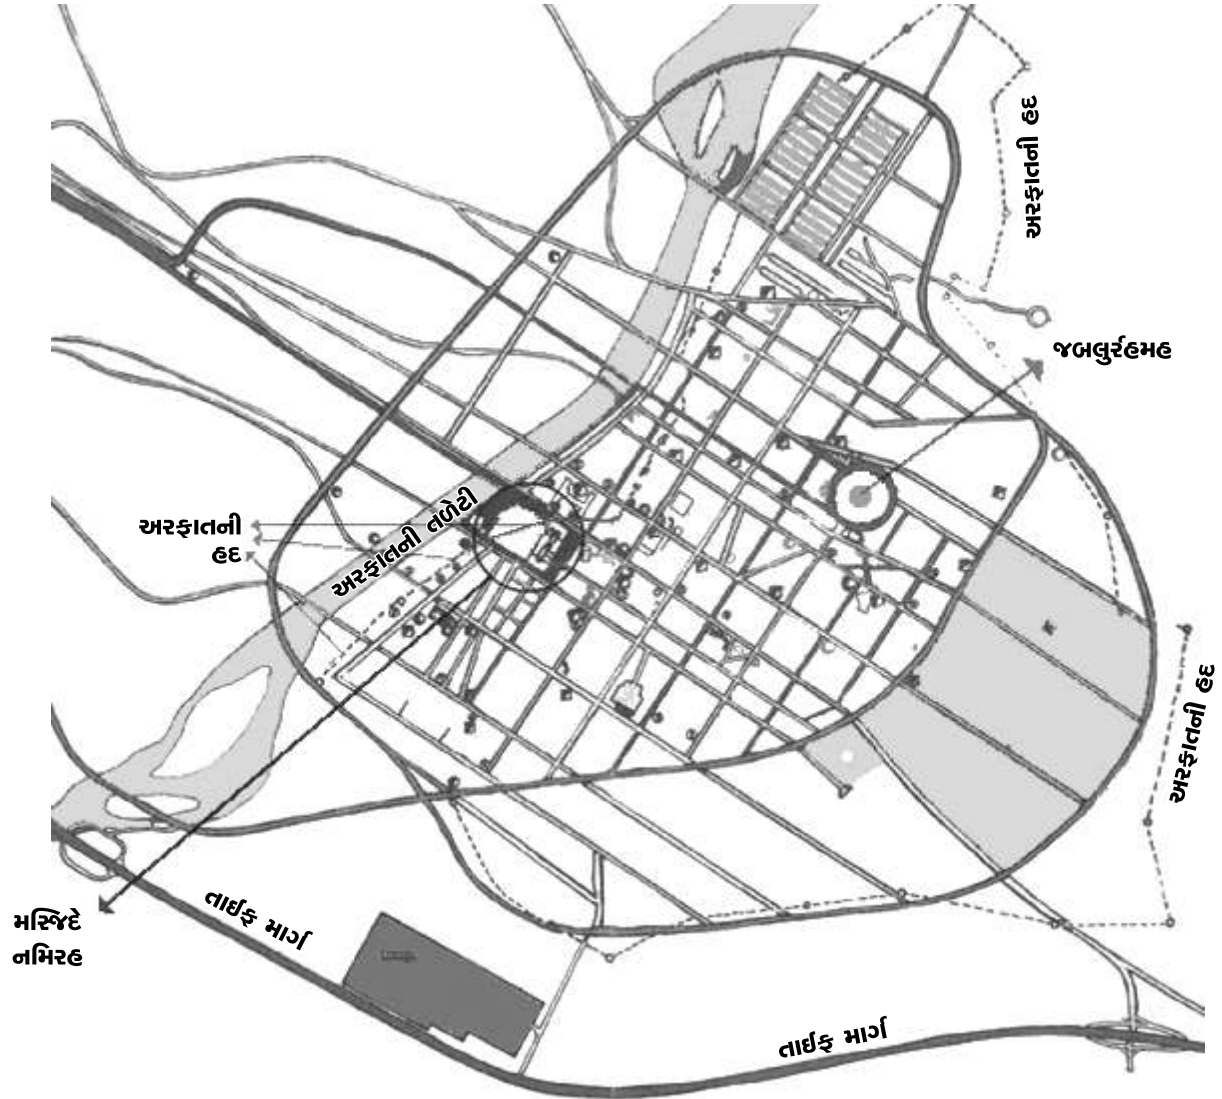 અરફાતની હદ
જબલુર્રહમહ
અરફાતની
હદ
અરફાતની તળેટી
અરફાતની હદ
મસ્જિદે
નમિરહ
તાઈફ માર્ગ
તાઈફ માર્ગ